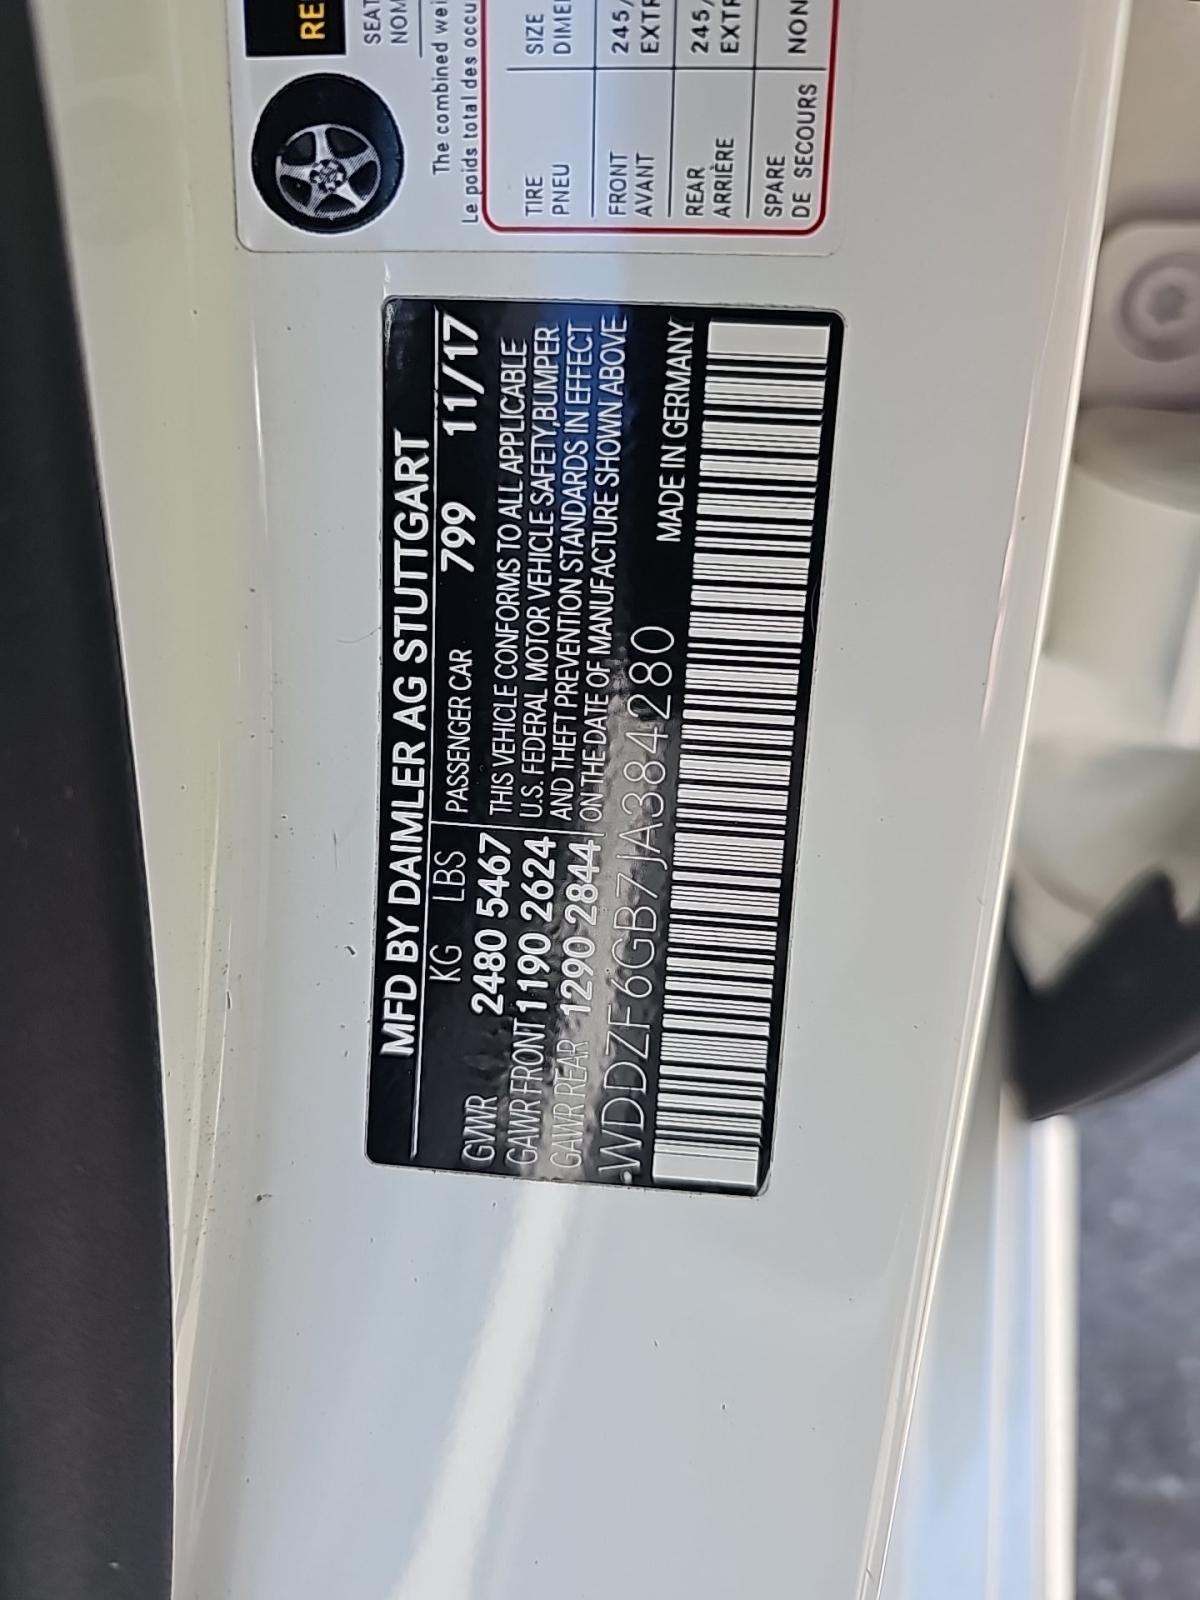 MFD BY DAIMLER AG STUTTGART
KG LBS PASSENGER CAR 799 11/17
GVWR 2480 5467 THIS VEHICLE CONFORMS TO ALL APPLICABLE
GAWR FRONT 1190 2624 U.S. FEDERAL MOTOR VEHICLE SAFETY,BUMPER
GAWR REAR 1290 2844 AND THEFT PREVENTION STANDARDS IN EFFECT
ON THE DATE OF MANUFACTURE SHOWN ABOVE
WDDZF6GB7JA384280 MADE IN GERMANY
SEAT
NOM
The combined wei
Le poids total des occu
TIRE SIZE
PNEU DIME
FRONT 245/
AVANT EXTR
REAR 245/
ARRIÈRE EXTR
SPARE NON
DE SECOURS